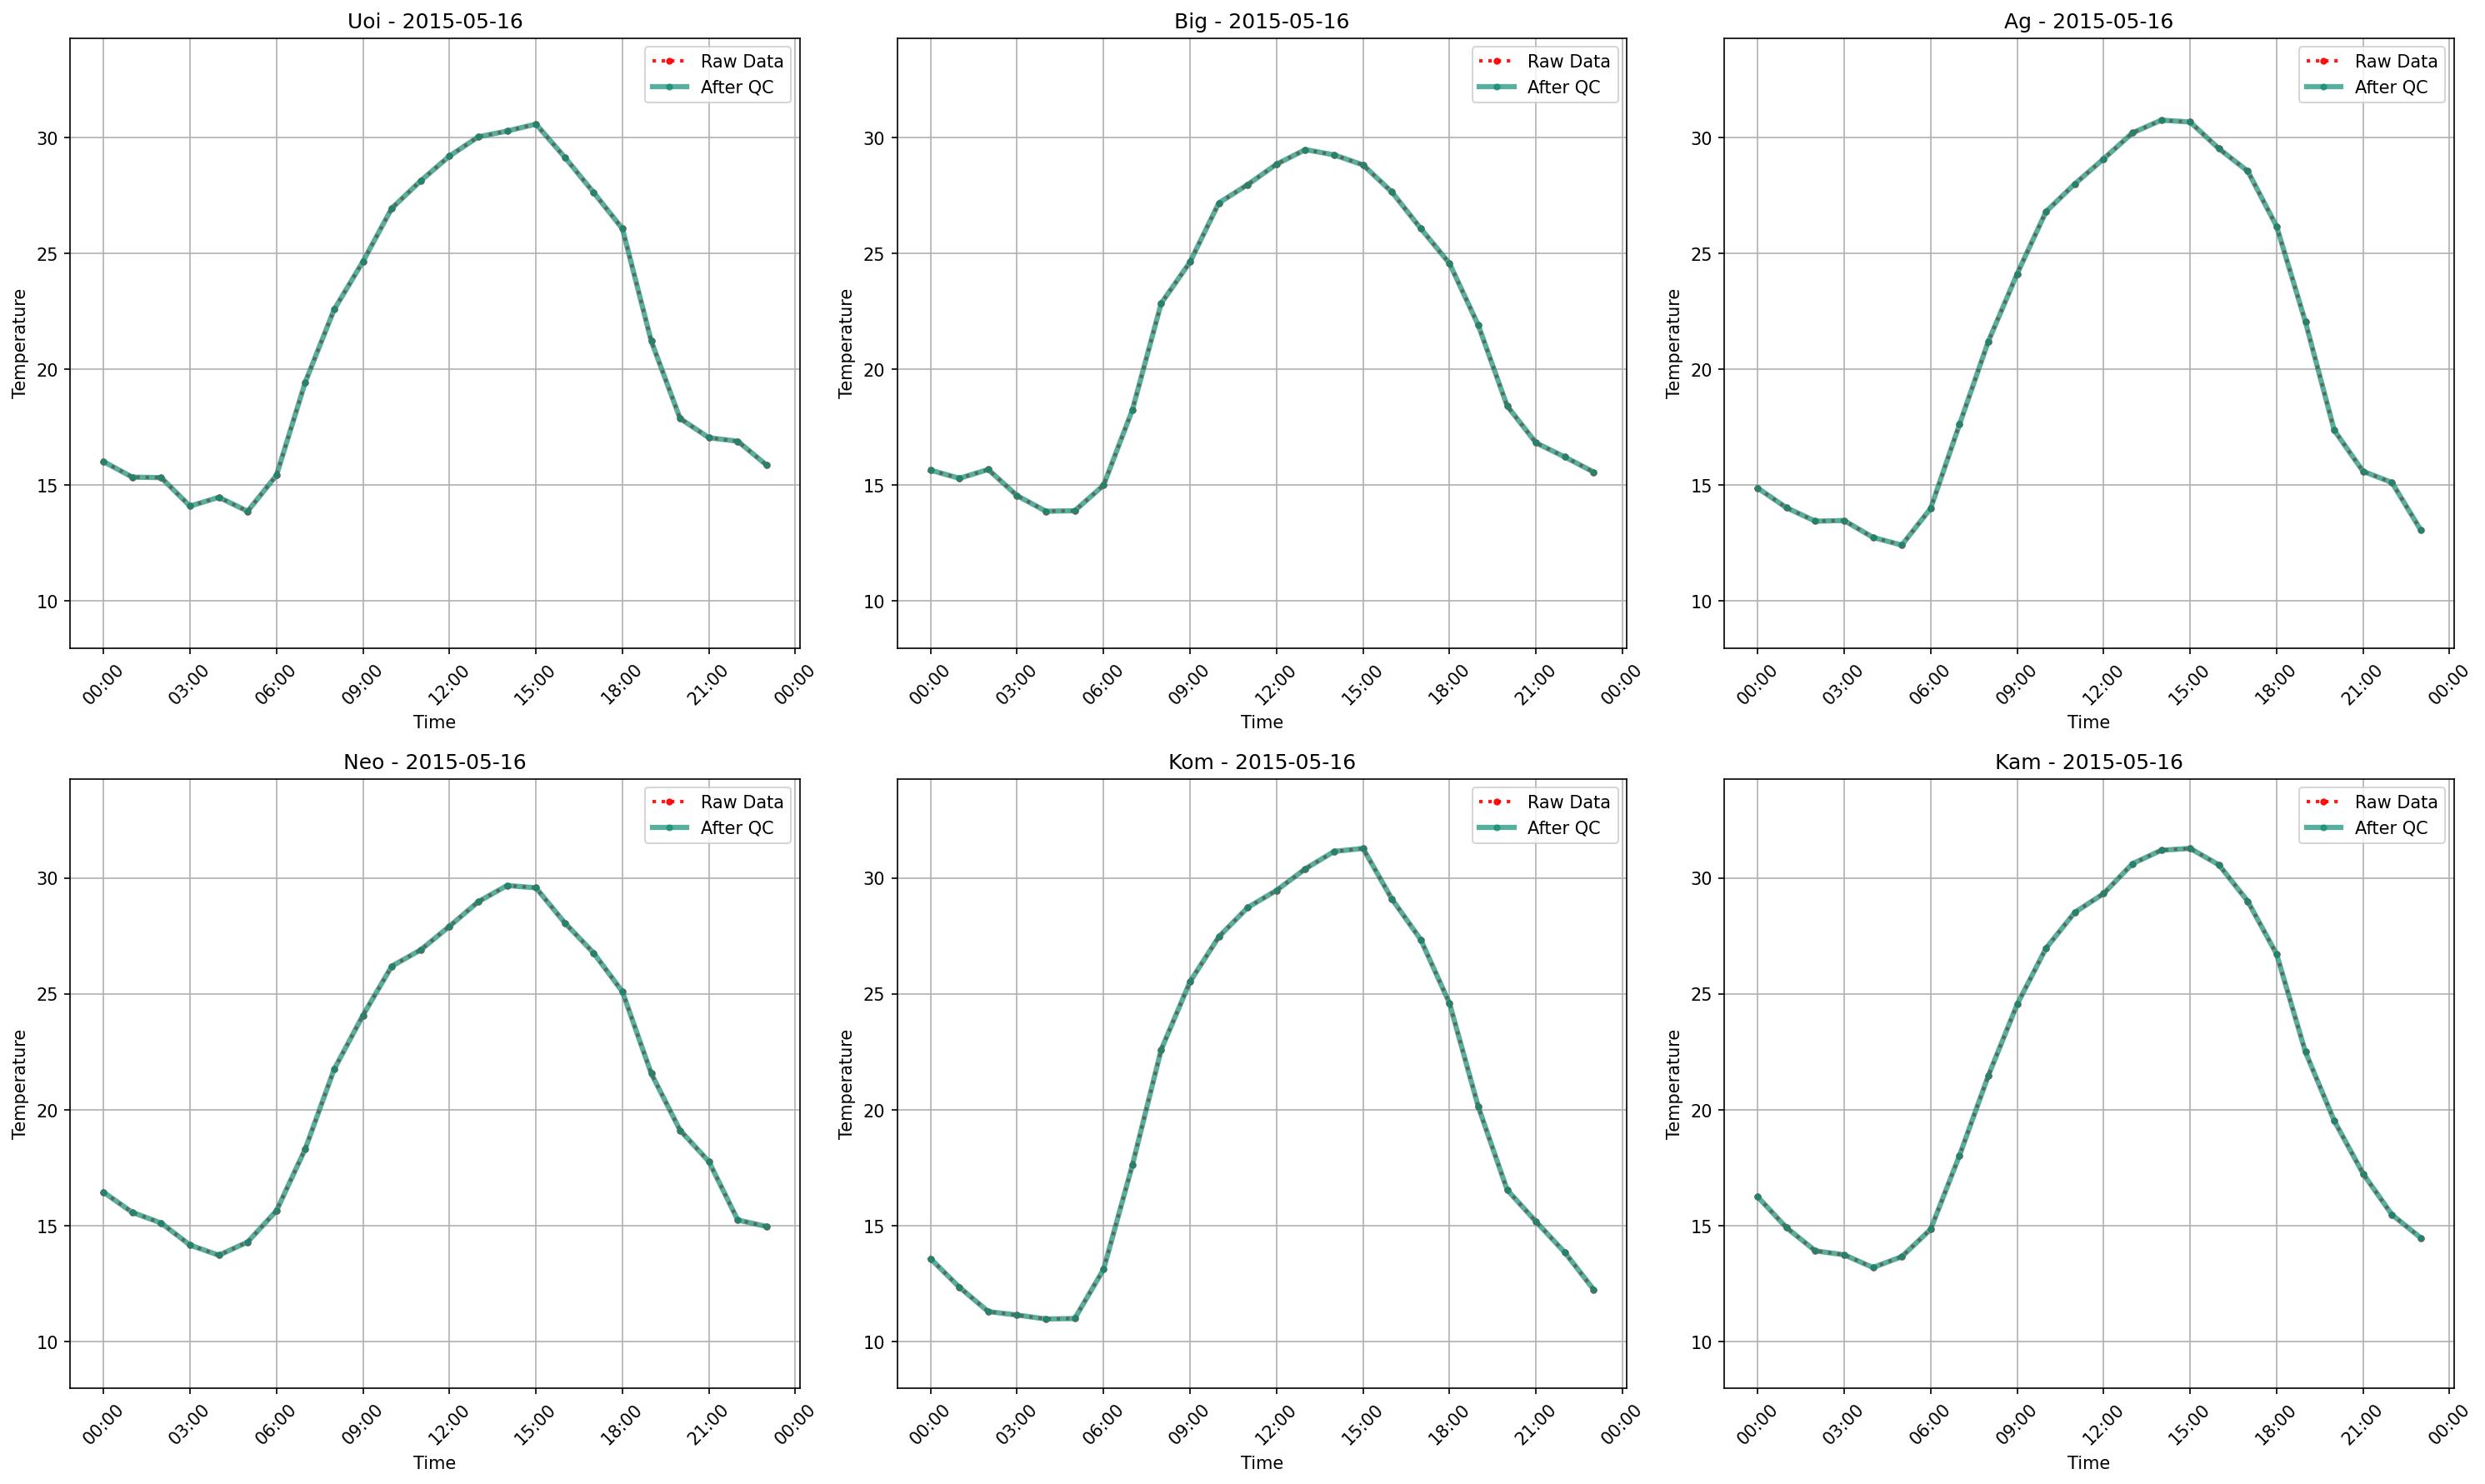 Uoi - 2015-05-16
Raw Data
After QC
Temperature
30
25
20
15
10
00:00
03:00
06:00
09:00
12:00
15:00
18:00
21:00
00:00
Time
Big - 2015-05-16
Raw Data
After QC
Temperature
30
25
20
15
10
00:00
03:00
06:00
09:00
12:00
15:00
18:00
21:00
00:00
Time
Ag - 2015-05-16
Raw Data
After QC
Temperature
30
25
20
15
10
00:00
03:00
06:00
09:00
12:00
15:00
18:00
21:00
00:00
Time
Neo - 2015-05-16
Raw Data
After QC
Temperature
30
25
20
15
10
00:00
03:00
06:00
09:00
12:00
15:00
18:00
21:00
00:00
Time
Kom - 2015-05-16
Raw Data
After QC
Temperature
30
25
20
15
10
00:00
03:00
06:00
09:00
12:00
15:00
18:00
21:00
00:00
Time
Kam - 2015-05-16
Raw Data
After QC
Temperature
30
25
20
15
10
00:00
03:00
06:00
09:00
12:00
15:00
18:00
21:00
00:00
Time